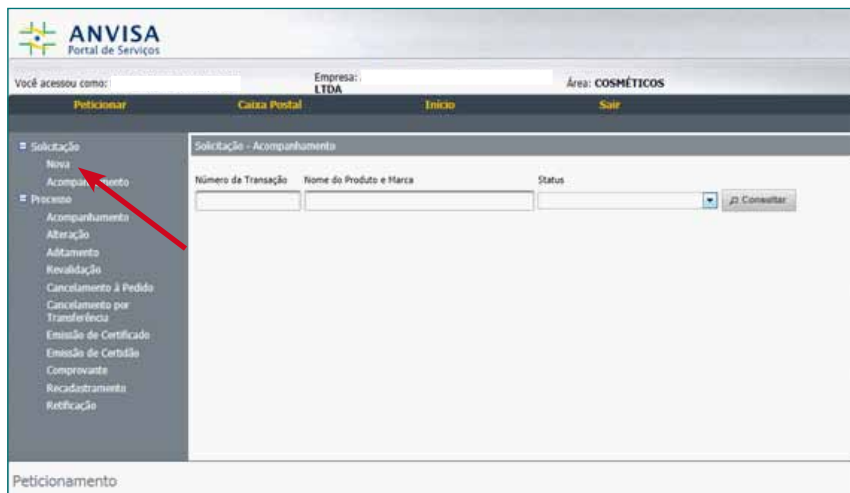 ANVISA
Portal de Serviços
Você acessou como:
Empresa:
LTDA
Área: COSMÉTICOS
Peticionar Caixa Postal Início Sair
Solicitação
Nova
Acompanhamento
Processo
Acompanhamento
Alteração
Aditamento
Revalidação
Cancelamento à Pedido
Cancelamento por
Transferência
Emissão de Certificado
Emissão de Certidão
Comprovante
Recadastramento
Retificação
Solicitação - Acompanhamento
Número da Transação Nome do Produto e Marca Status
Consultar
Peticionamento